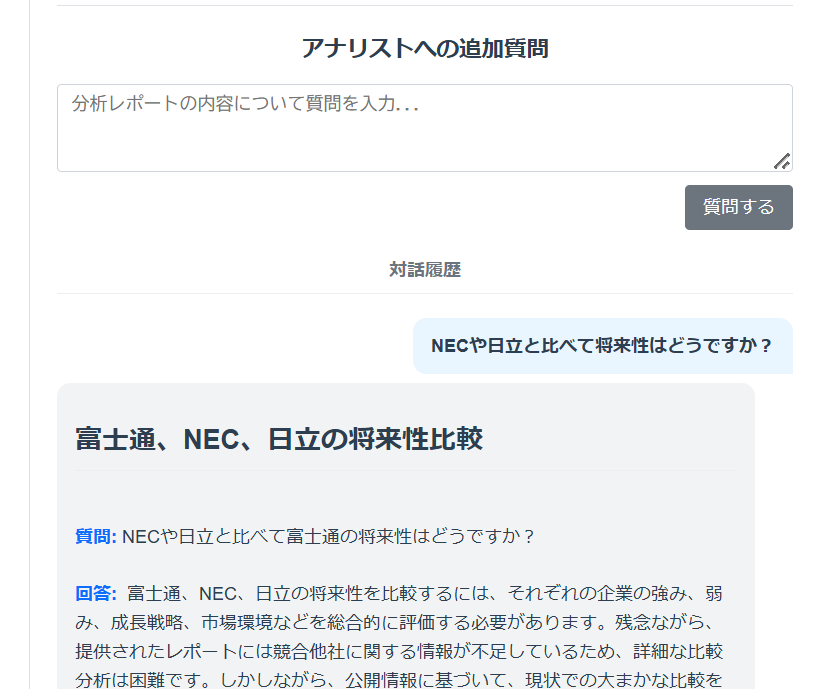 アナリストへの追加質問
分析レポートの内容について質問を入力...
質問する
対話履歴
NECや日立と比べて将来性はどうですか？
富士通、NEC、日立の将来性比較
質問: NECや日立と比べて富士通の将来性はどうですか？
回答: 富士通、NEC、日立の将来性を比較するには、それぞれの企業の強み、弱
み、成長戦略、市場環境などを総合的に評価する必要があります。残念ながら、
提供されたレポートには競合他社に関する情報が不足しているため、詳細な比較
分析は困難です。しかしながら、公開情報に基づいて、現状での大まかな比較を